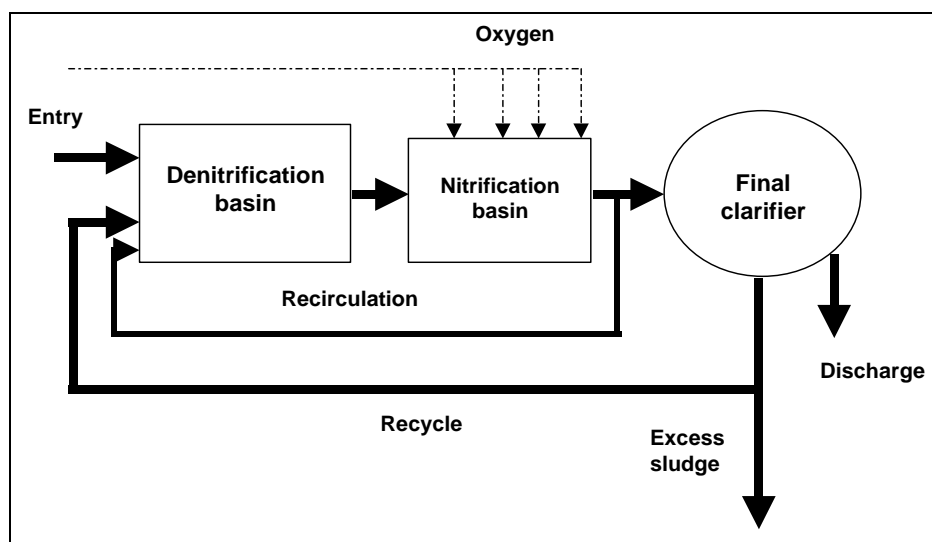 Oxygen
Entry
Denitrification
basin
Nitrification
basin
Final
clarifier
Recirculation
Discharge
Recycle
Excess
sludge